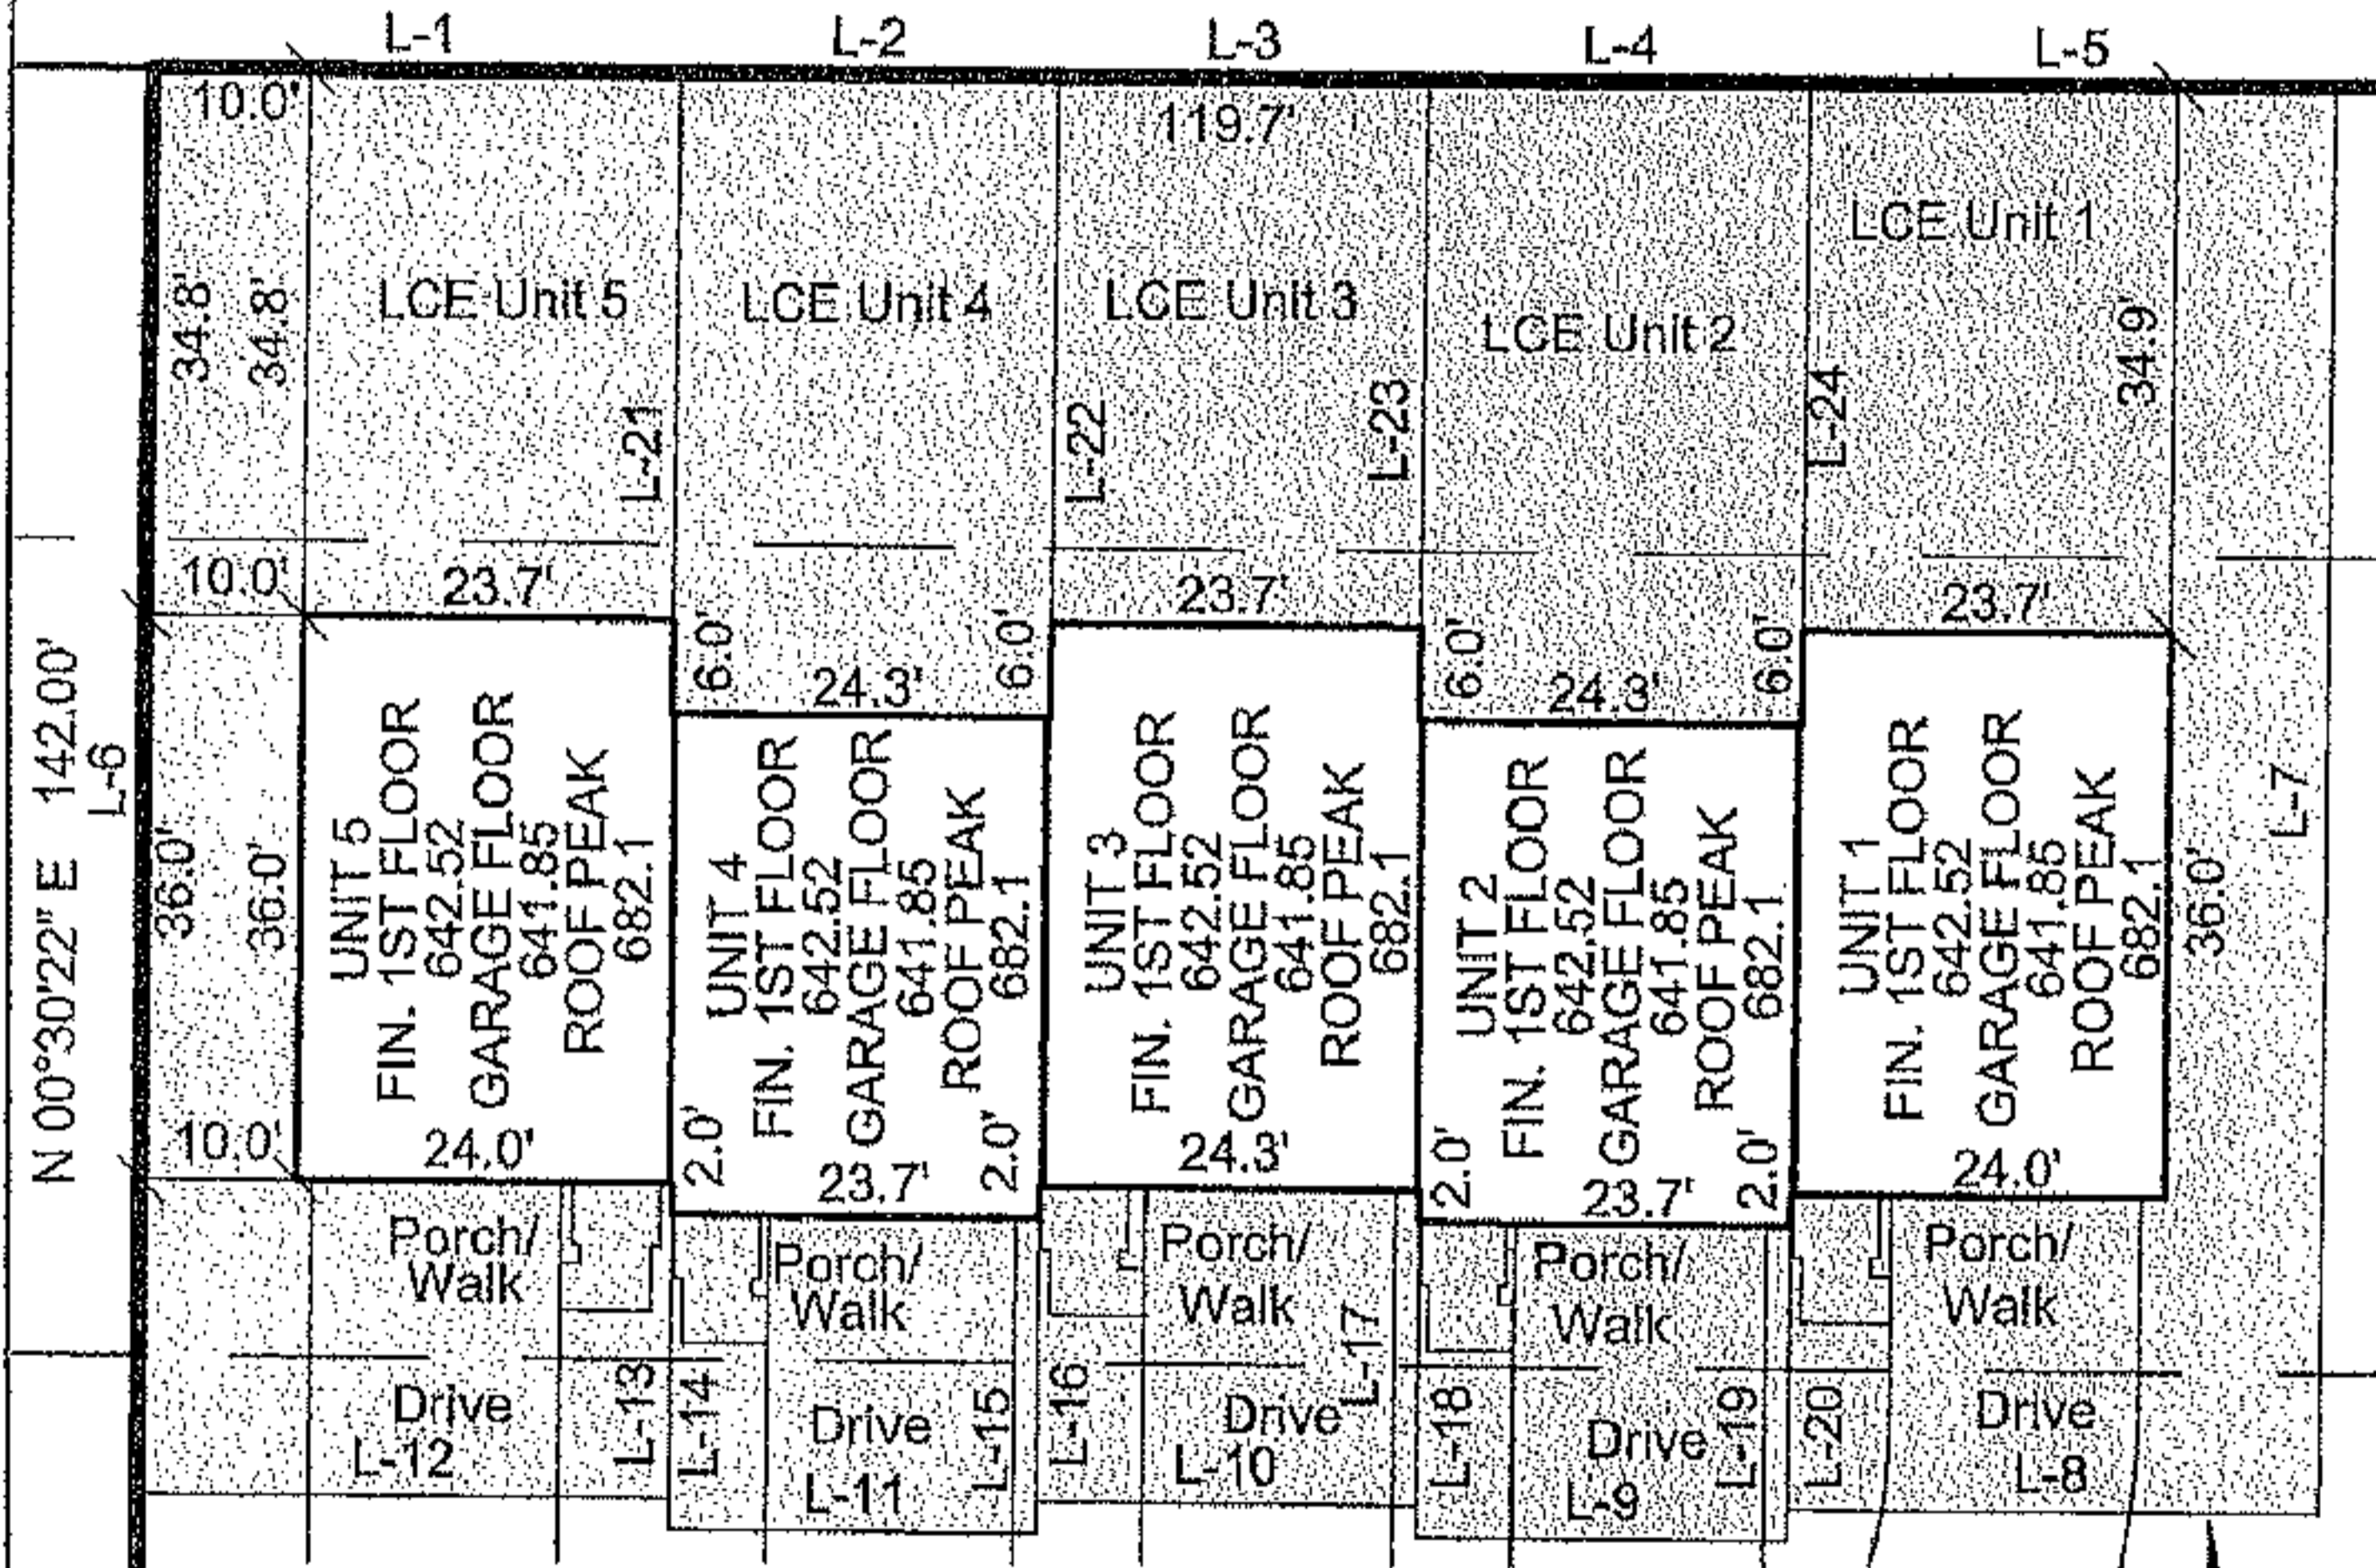 L-1
L-2
L-3
L-4
L-5
10.0'
119.7'
34.8'
34.8'
LCE Unit 5
LCE Unit 4
LCE Unit 3
LCE Unit 2
LCE Unit 1
34.9'
L-21
L-22
L-23
L-24
10.0'
23.7'
23.7'
23.7'
6.0'
24.3'
6.0'
6.0'
24.3'
6.0'
N 00°30'22" E 142.00'
L-6
36.0'
36.0'
UNIT 5
FIN. 1ST FLOOR
642.52
GARAGE FLOOR
641.85
ROOF PEAK
682.1
UNIT 4
FIN. 1ST FLOOR
642.52
GARAGE FLOOR
641.85
ROOF PEAK
682.1
UNIT 3
FIN. 1ST FLOOR
642.52
GARAGE FLOOR
641.85
ROOF PEAK
682.1
UNIT 2
FIN. 1ST FLOOR
642.52
GARAGE FLOOR
641.85
ROOF PEAK
682.1
UNIT 1
FIN. 1ST FLOOR
642.52
GARAGE FLOOR
641.85
ROOF PEAK
682.1
36.0'
L-7
10.0'
24.0'
2.0'
23.7'
2.0'
24.3'
2.0'
23.7'
2.0'
24.0'
Porch/
Walk
Porch/
Walk
Porch/
Walk
Porch/
Walk
Porch/
Walk
Drive
L-12
L-13
L-14
Drive
L-11
L-15
L-16
Drive
L-10
L-17
L-18
Drive
L-9
L-19
L-20
Drive
L-8